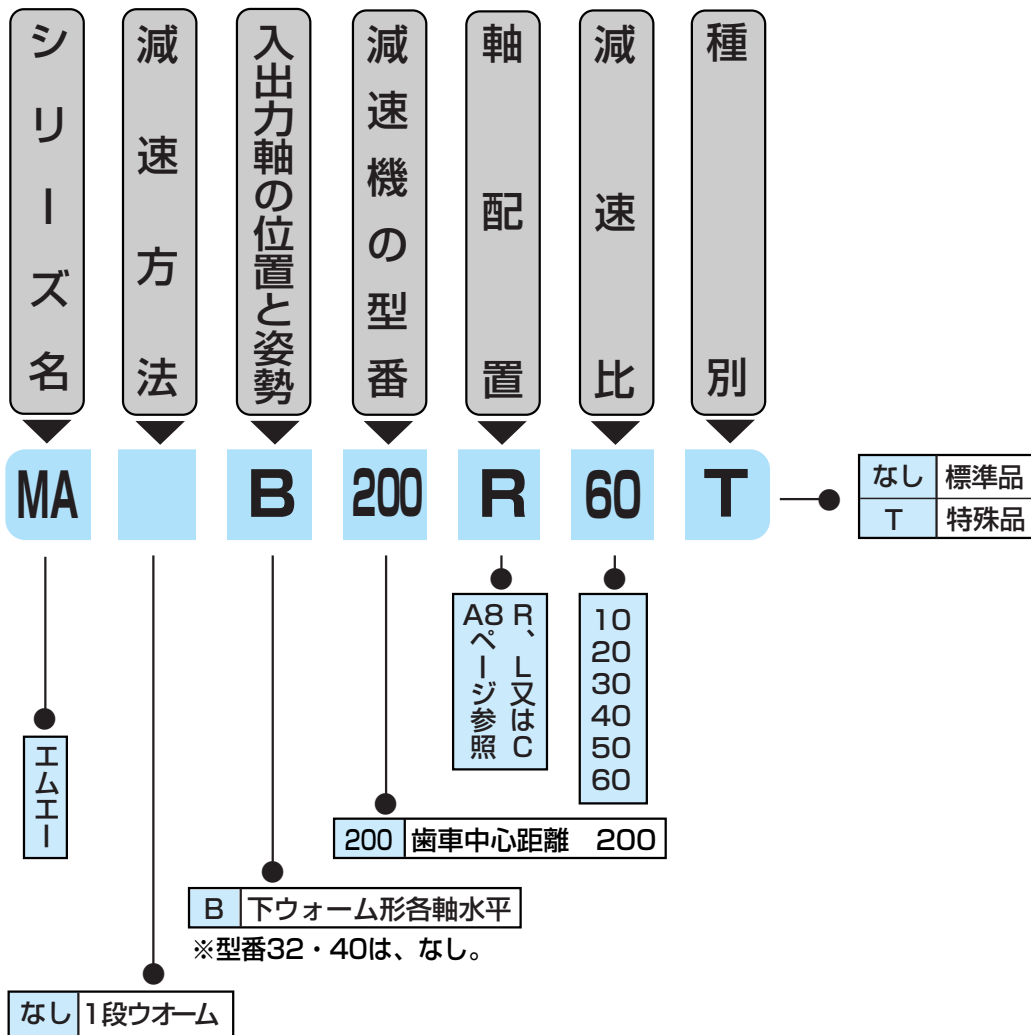 シリーズ名
減速方法
入出力軸の位置と姿勢
減速機の型番
軸配置
減速比
種別
MA
B
200
R
60
T
なし 標準品
T 特殊品
R、L又はC
A8ページ参照
10
20
30
40
50
60
エムエー
200 歯車中心距離 200
B 下ウォーム形各軸水平
※型番32・40は、なし。
なし 1段ウオーム